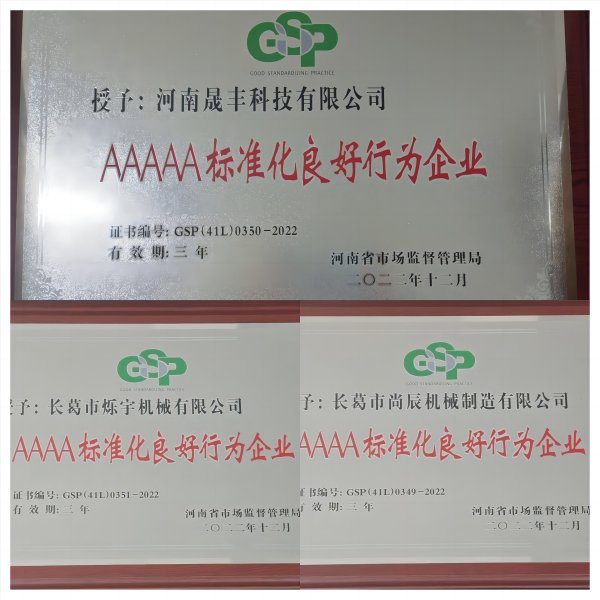 GSP
GOOD STANDARDIZING PRACTICE
授予：河南晟丰科技有限公司
AAAAA标准化良好行为企业
证书编号: GSP(41L)0350-2022
有 效 期: 三 年
河南省市场监督管理局
二〇二二年十二月
GSP
GOOD STANDARDIZING PRACTICE
授予：长葛市烁宇机械有限公司
AAAA标准化良好行为企业
证书编号: GSP(41L)0351-2022
有 效 期: 三 年
河南省市场监督管理局
二〇二二年十二月
GSP
GOOD STANDARDIZING PRACTICE
予：长葛市尚辰机械制造有限公司
AAAA标准化良好行为企业
证书编号: GSP(41L)0349-2022
有 效 期: 三 年
河南省市场监督管理局
二〇二二年十二月